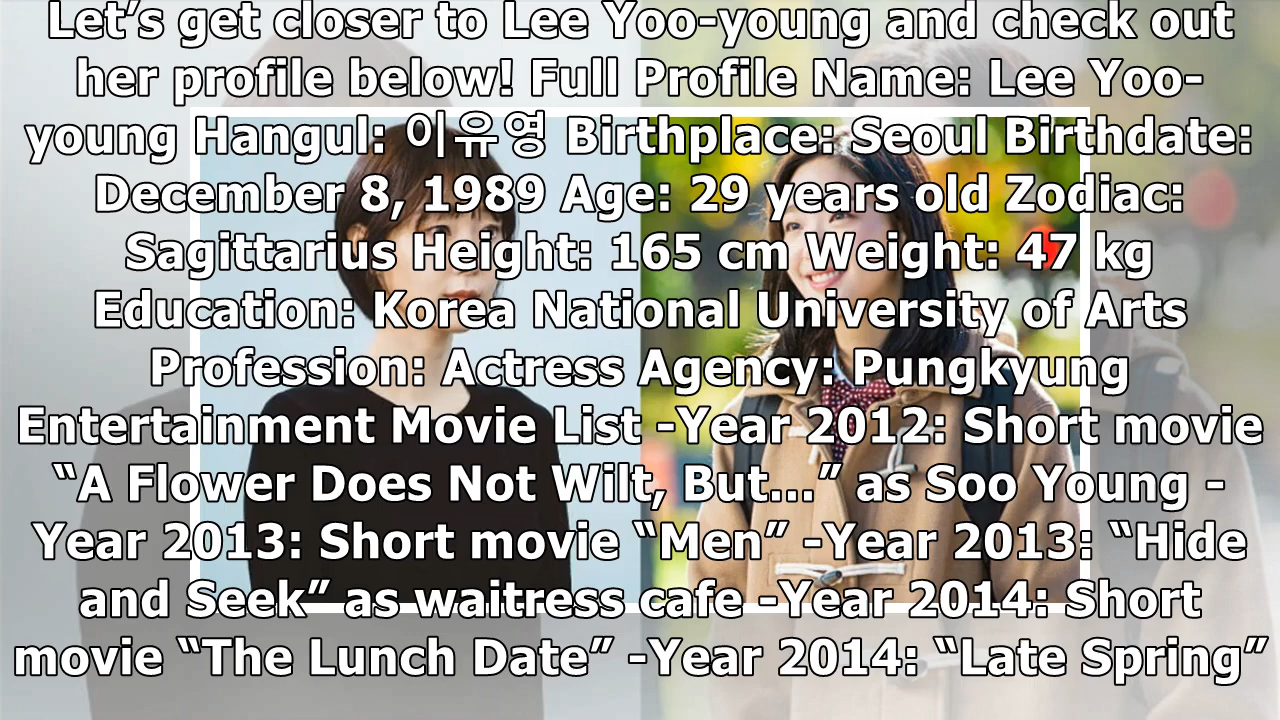 Let’s get closer to Lee Yoo-young and check out
her profile below! Full Profile Name: Lee Yoo-
young Hangul: 이유영 Birthplace: Seoul Birthdate:
December 8, 1989 Age: 29 years old Zodiac:
Sagittarius Height: 165 cm Weight: 47 kg
Education: Korea National University of Arts
Profession: Actress Agency: Pungkyung
Entertainment Movie List -Year 2012: Short movie
“A Flower Does Not Wilt, But...” as Soo Young -
Year 2013: Short movie “Men” -Year 2013: “Hide
and Seek” as waitress cafe -Year 2014: Short
movie “The Lunch Date” -Year 2014: “Late Spring”